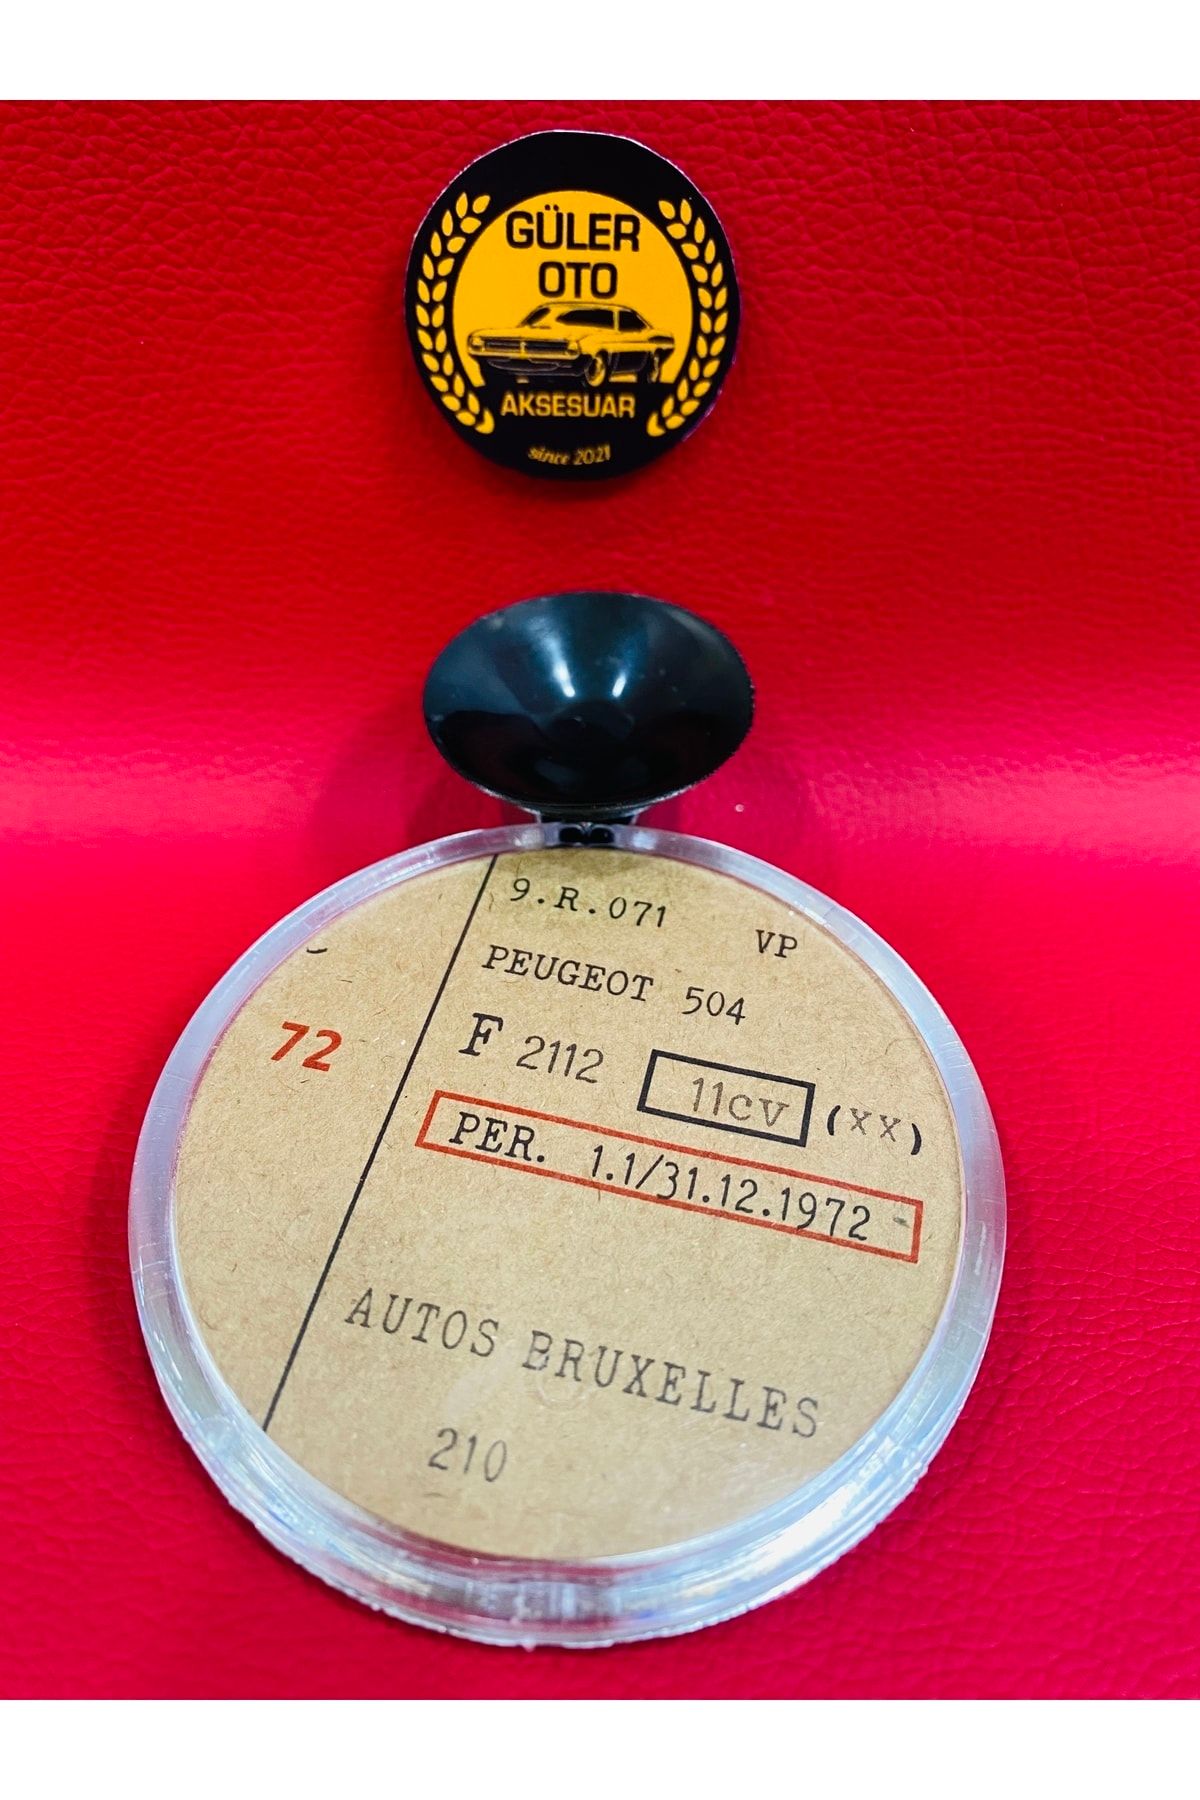 GÜLER
OTO
AKSESUAR
since 2021
9.R.071 VP
PEUGEOT 504
72
F 2112 11cv (xx)
PER. 1.1/31.12.1972
AUTOS BRUXELLES
210